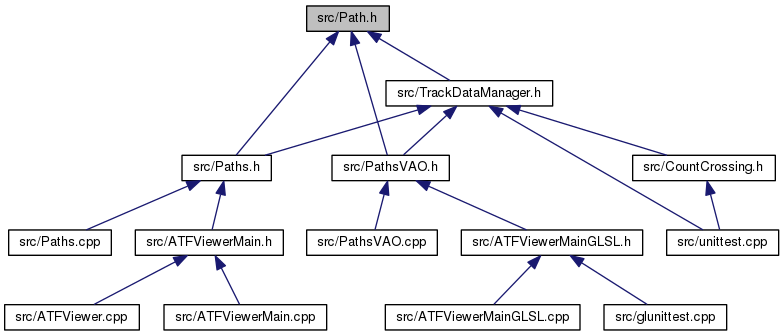 src/Path.h
src/TrackDataManager.h
src/Paths.h
src/PathsVAO.h
src/CountCrossing.h
src/Paths.cpp
src/ATFViewerMain.h
src/PathsVAO.cpp
src/ATFViewerMainGLSL.h
src/unittest.cpp
src/ATFViewer.cpp
src/ATFViewerMain.cpp
src/ATFViewerMainGLSL.cpp
src/glunittest.cpp